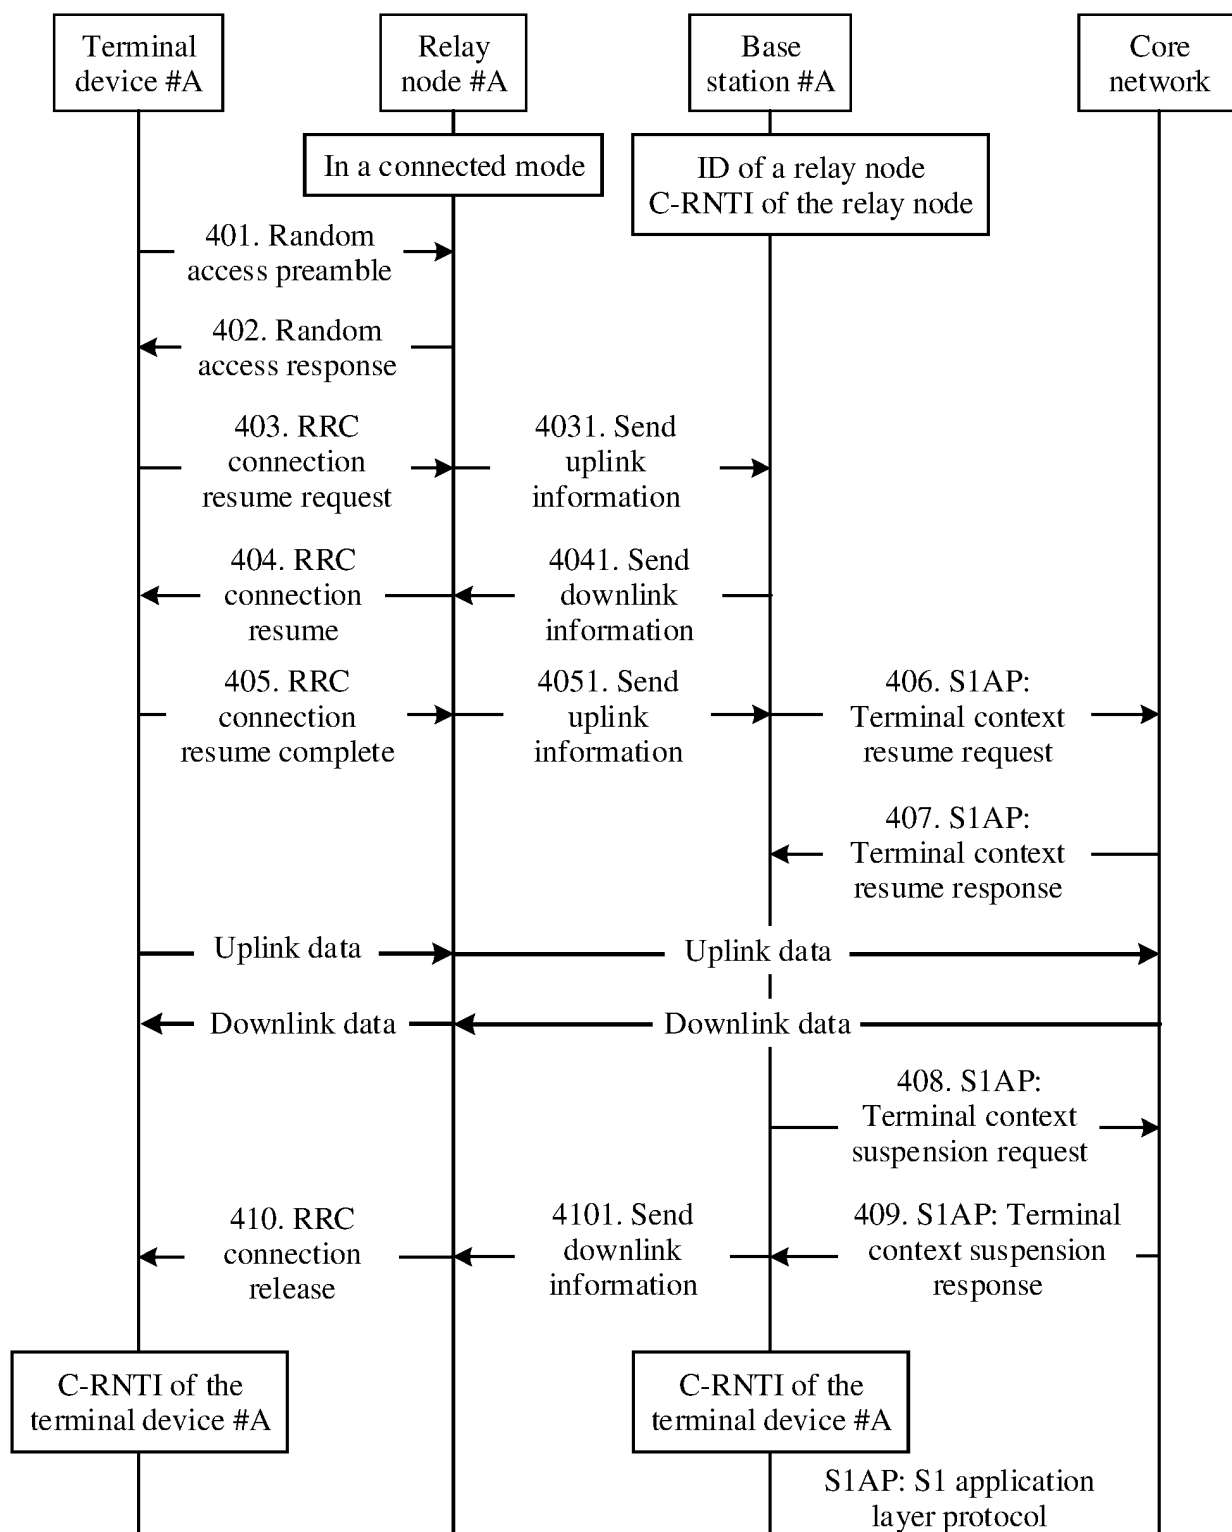 Terminal
device #A
Relay
node #A
Base
station #A
Core
network
In a connected mode
ID of a relay node
C-RNTI of the relay node
401. Random
access preamble
402. Random
access response
403. RRC
connection
resume request
4031. Send
uplink
information
404. RRC
connection
resume
4041. Send
downlink
information
405. RRC
connection
resume complete
4051. Send
uplink
information
406. S1AP:
Terminal context
resume request
407. S1AP:
Terminal context
resume response
Uplink data
Uplink data
Downlink data
Downlink data
408. S1AP:
Terminal context
suspension request
410. RRC
connection
release
4101. Send
downlink
information
409. S1AP: Terminal
context suspension
response
C-RNTI of the
terminal device #A
C-RNTI of the
terminal device #A
S1AP: S1 application
layer protocol